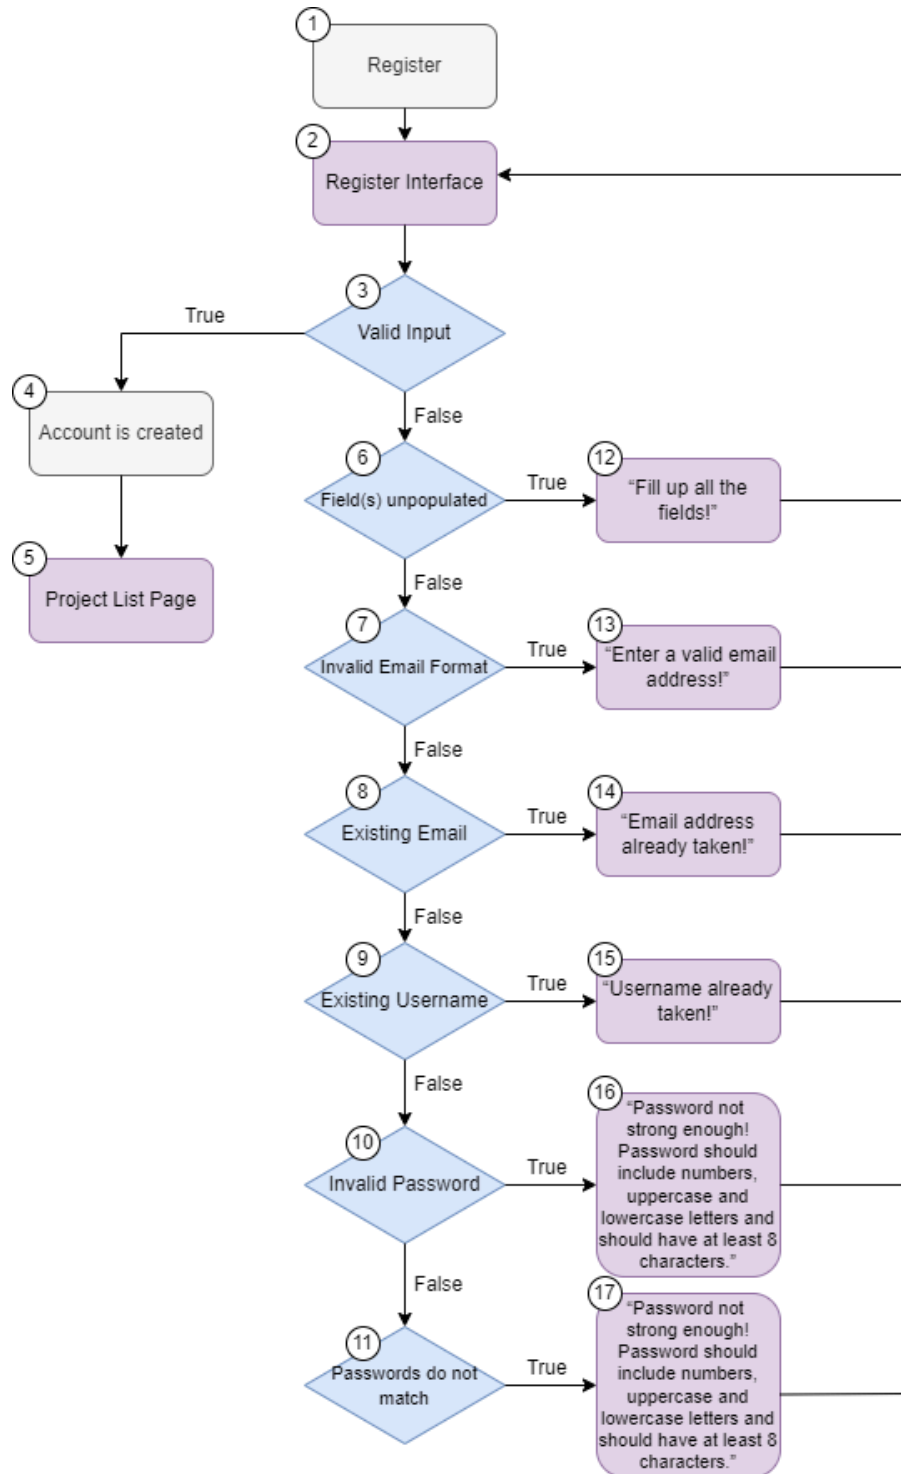 1
Register
2
Register Interface
3
Valid Input
True
4
Account is created
False
5
Project List Page
6
Field(s) unpopulated
True
12
“Fill up all the
fields!”
False
7
Invalid Email Format
True
13
“Enter a valid email
address!”
False
8
Existing Email
True
14
“Email address
already taken!”
False
9
Existing Username
True
15
“Username already
taken!”
False
10
Invalid Password
True
16
“Password not
strong enough!
Password should
include numbers,
uppercase and
lowercase letters and
should have at least 8
characters.”
False
11
Passwords do not
match
True
17
“Password not
strong enough!
Password should
include numbers,
uppercase and
lowercase letters and
should have at least 8
characters.”